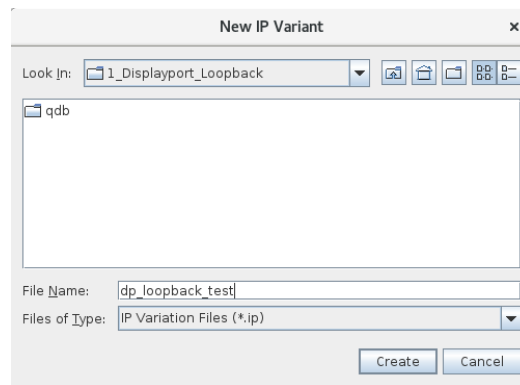 New IP Variant
Look In: 1_Displayport_Loopback
qdb
File Name: dp_loopback_test
Files of Type: IP Variation Files (*.ip)
Create Cancel